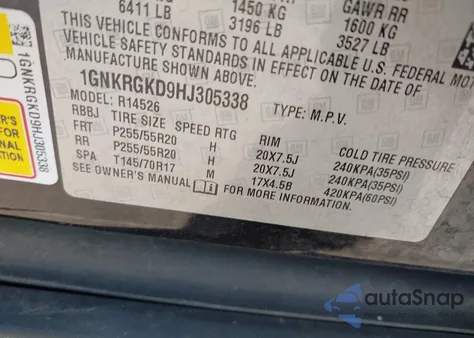 6411 LB 1450 KG GAWR RR
3196 LB 1600 KG
3527 LB
THIS VEHICLE CONFORMS TO ALL APPLICABLE U.S. FEDERAL MOTOR
VEHICLE SAFETY STANDARDS IN EFFECT ON THE DATE OF
MANUFACTURE SHOWN ABOVE.
1GNKRGKD9HJ305338 TYPE: M.P.V.
MODEL: R14526
RBBJ TIRE SIZE SPEED RTG RIM COLD TIRE PRESSURE
FRT P255/55R20 H 20X7.5J 240KPA(35PSI)
RR P255/55R20 H 20X7.5J 240KPA(35PSI)
SPA T145/70R17 M 17X4.5B 420KPA(60PSI)
SEE OWNER'S MANUAL FOR MORE INFORMATION.
GNKRGKD9HJ305338
INFORMATION.
autoSnap